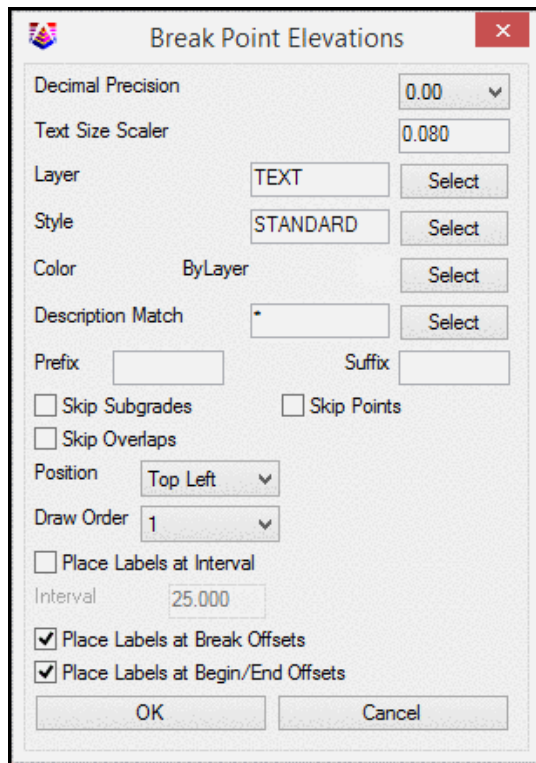 Break Point Elevations
Decimal Precision 0.00
Text Size Scaler 0.080
Layer TEXT Select
Style STANDARD Select
Color ByLayer Select
Description Match * Select
Prefix Suffix
Skip Subgrades Skip Points
Skip Overlaps
Position Top Left
Draw Order 1
Place Labels at Interval
Interval 25.000
Place Labels at Break Offsets
Place Labels at Begin/End Offsets
OK Cancel